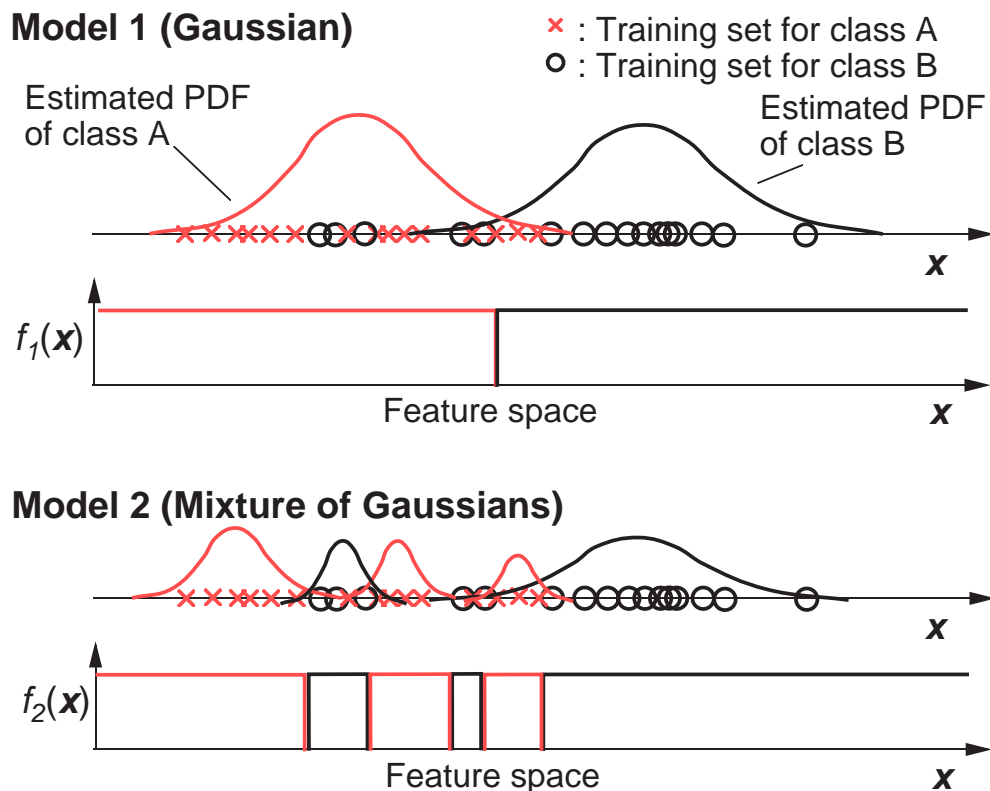 Model 1 (Gaussian)
× : Training set for class A
o : Training set for class B
Estimated PDF
of class A
Estimated PDF
of class B
x
f1(x)
Feature space
x
Model 2 (Mixture of Gaussians)
x
f2(x)
Feature space
x